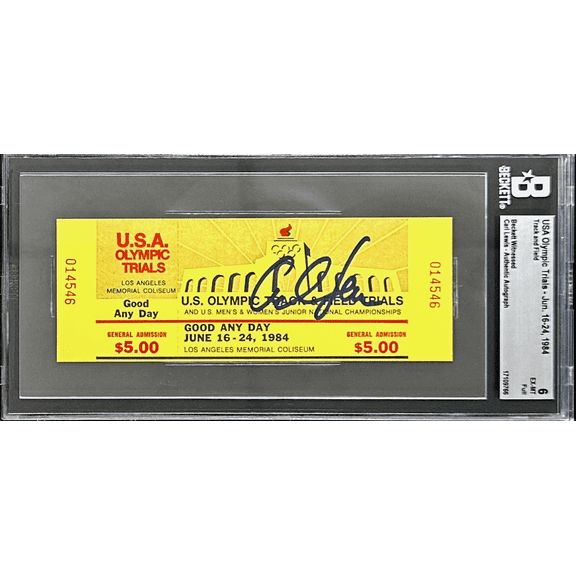 014546
U.S.A.
OLYMPIC
TRIALS
LOS ANGELES
MEMORIAL COLISEUM
Good
Any Day
GENERAL ADMISSION
$5.00
U.S. OLYMPIC TRACK & FIELD TRIALS
AND U.S. MEN'S & WOMEN'S JUNIOR NATIONAL CHAMPIONSHIPS
GOOD ANY DAY
JUNE 16-24, 1984
LOS ANGELES MEMORIAL COLISEUM
GENERAL ADMISSION
$5.00
014546
B
BECKETT
USA Olympic Trials - Jun. 16-24, 1984
Track and Field
Beckett Witnessed
Carl Lewis - Authentic Autograph
6
EX-MT
Full
17109766